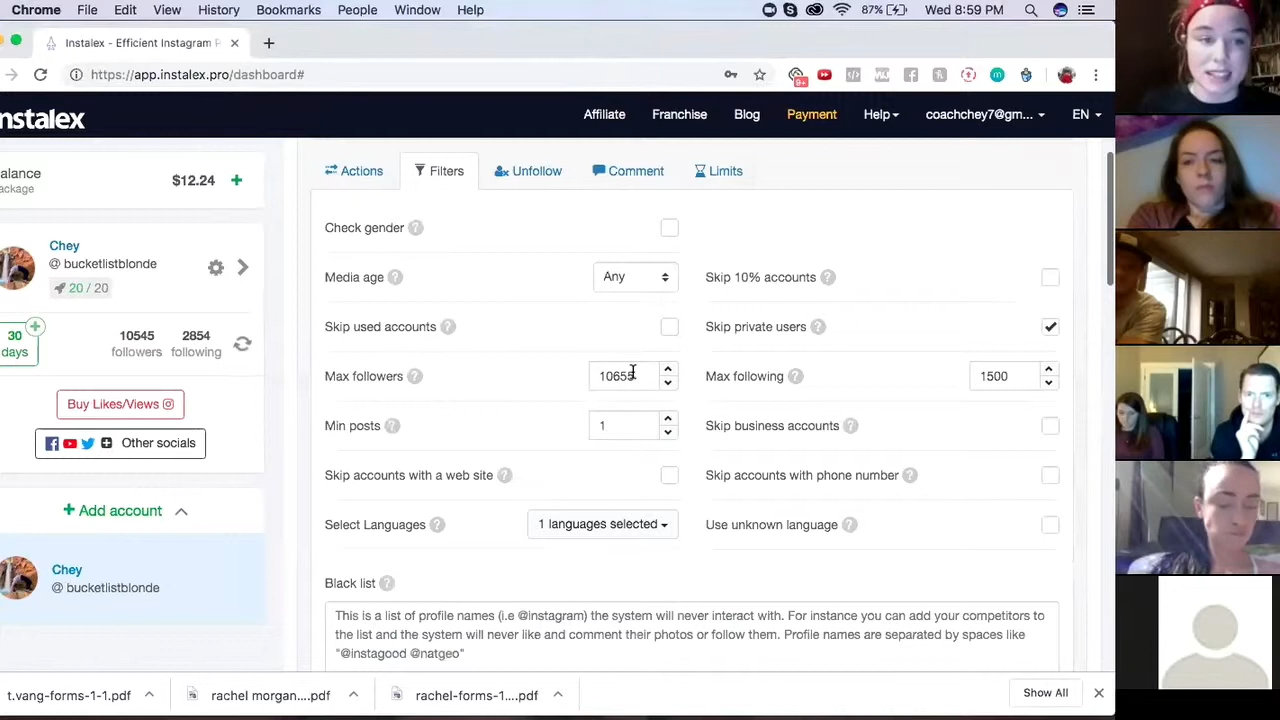 Chrome File Edit View History Bookmarks People Window Help 87% Wed 8:59 PM
Instalex - Efficient Instagram P
https://app.instalex.pro/dashboard#
9+
nstalex Affiliate Franchise Blog Payment Help coachchey7@gm... EN
alance
ackage
$12.24
Actions Filters Unfollow Comment Limits
Chey
@ bucketlistblonde
20 / 20
30
days
10545
followers
2854
following
Buy Likes/Views
Other socials
Add account
Chey
@ bucketlistblonde
Check gender
Media age Any Skip 10% accounts
Skip used accounts Skip private users
Max followers 10655 Max following 1500
Min posts 1 Skip business accounts
Skip accounts with a web site Skip accounts with phone number
Select Languages 1 languages selected Use unknown language
Black list
This is a list of profile names (i.e @instagram) the system will never interact with. For instance you can add your competitors to
the list and the system will never like and comment their photos or follow them. Profile names are separated by spaces like
"@instagood @natgeo"
t.vang-forms-1-1.pdf rachel morgan....pdf rachel-forms-1....pdf Show All